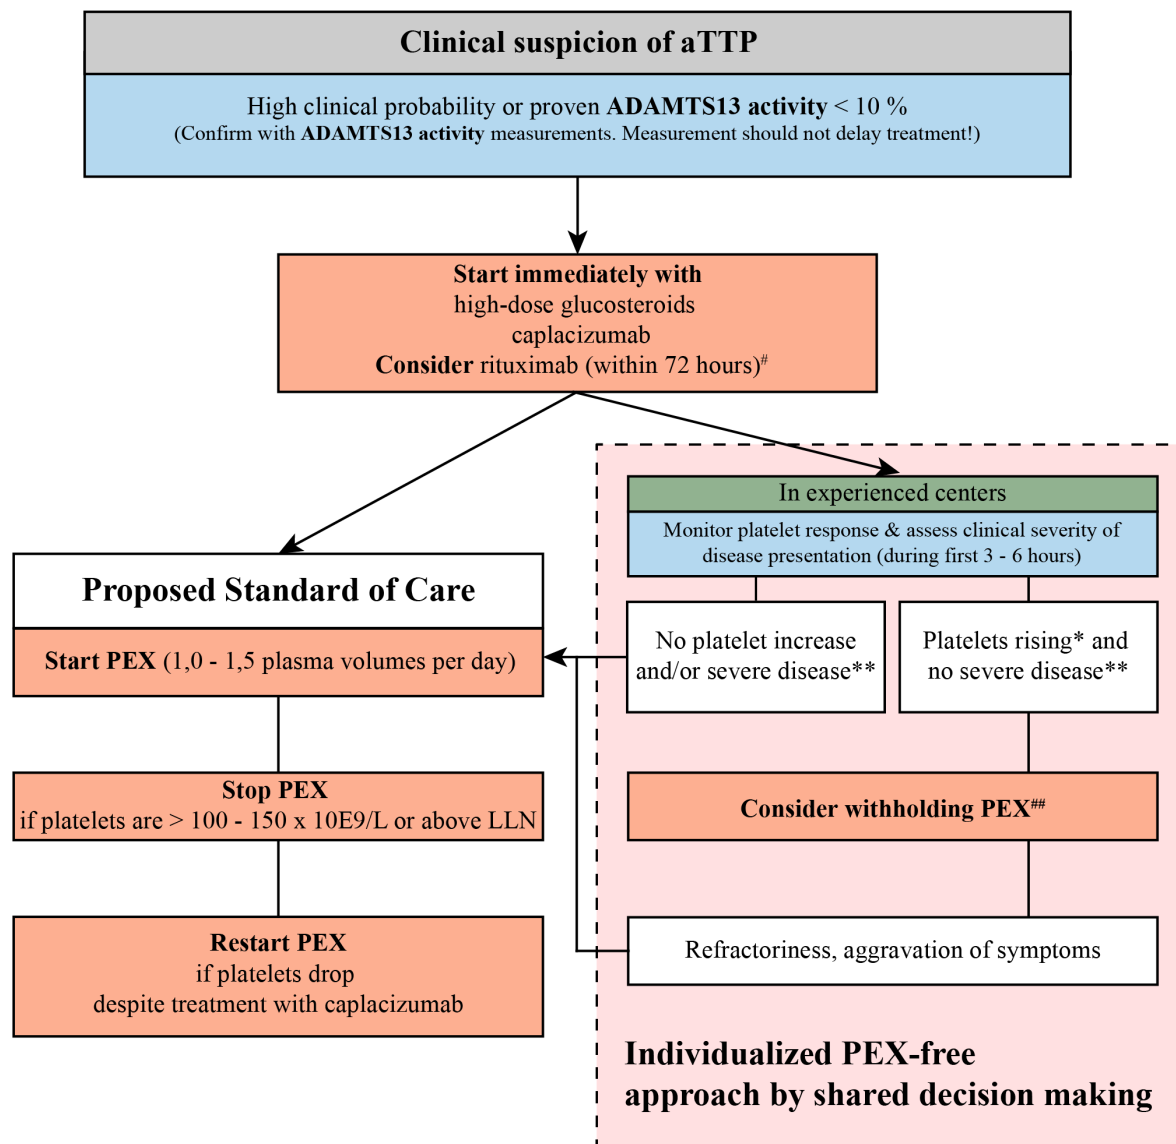 Clinical suspicion of aTTP
High clinical probability or proven ADAMTS13 activity < 10 %
(Confirm with ADAMTS13 activity measurements. Measurement should not delay treatment!)
Start immediately with
high-dose glucosteroids
caplacizumab
Consider rituximab (within 72 hours)#
In experienced centers
Monitor platelet response & assess clinical severity of
disease presentation (during first 3 - 6 hours)
Proposed Standard of Care
Start PEX (1,0 - 1,5 plasma volumes per day)
No platelet increase
and/or severe disease**
Platelets rising* and
no severe disease**
Stop PEX
if platelets are > 100 - 150 x 10E9/L or above LLN
Consider withholding PEX##
Restart PEX
if platelets drop
despite treatment with caplacizumab
Refractoriness, aggravation of symptoms
Individualized PEX-free
approach by shared decision making